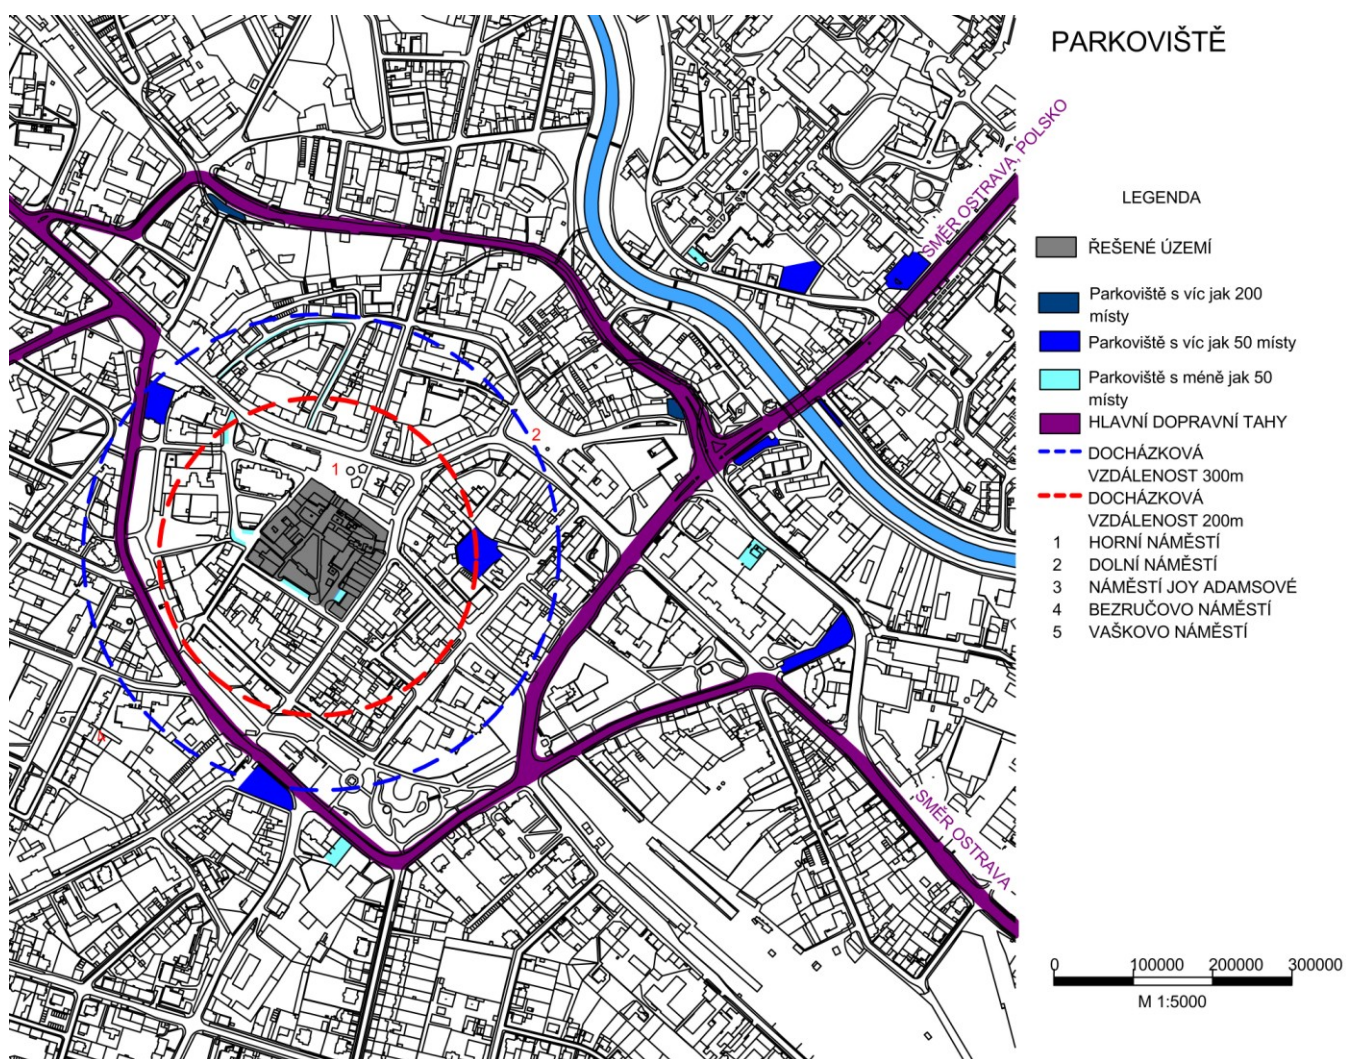 PARKOVIŠTĚ
SMĚR OSTRAVA, POLSKO
LEGENDA
ŘEŠENÉ ÚZEMÍ
Parkoviště s víc jak 200
místy
Parkoviště s víc jak 50 místy
Parkoviště s méně jak 50
místy
HLAVNÍ DOPRAVNÍ TAHY
DOCHÁZKOVÁ
VZDÁLENOST 300m
DOCHÁZKOVÁ
VZDÁLENOST 200m
1 HORNÍ NÁMĚSTÍ
2 DOLNÍ NÁMĚSTÍ
3 NÁMĚSTÍ JOY ADAMSOVÉ
4 BEZRUČOVO NÁMĚSTÍ
5 VAŠKOVO NÁMĚSTÍ
2
1
4
SMĚR OSTRAVA
0 100000 200000 300000
M 1:5000